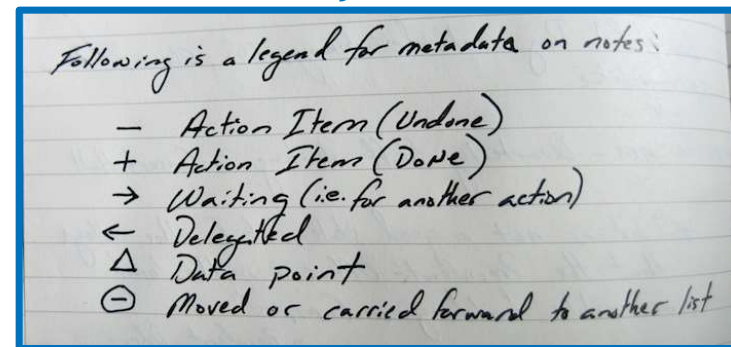 Following is a legend for metadata on notes:
— Action Item (Undone)
+ Action Item (Done)
→ Waiting (i.e. for another action)
← Delegated
△ Data point
⊖ Moved or carried forward to another list